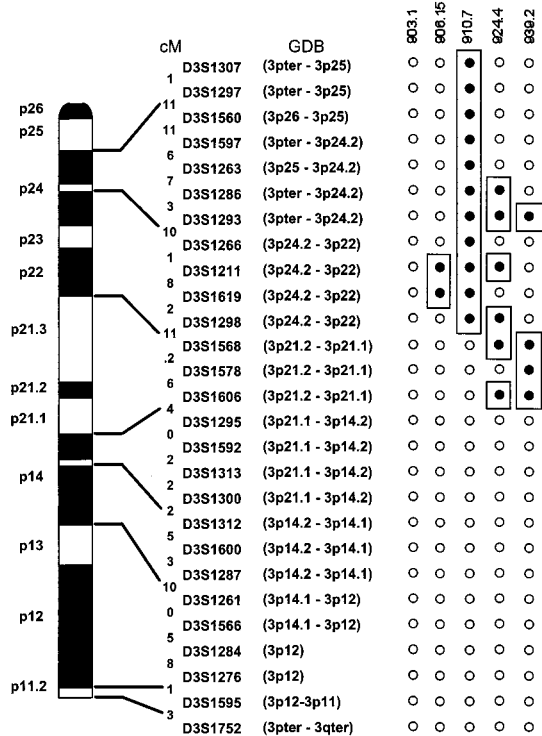 903.1 906.15 910.7 924.4 939.2
cM GDB
D3S1307 (3pter - 3p25)
1
D3S1297 (3pter - 3p25)
11
p26 D3S1560 (3p26 - 3p25)
p25 11
D3S1597 (3pter - 3p24.2)
6
D3S1263 (3p25 - 3p24.2)
7
p24 D3S1286 (3pter - 3p24.2)
3
D3S1293 (3pter - 3p24.2)
10
p23 D3S1266 (3p24.2 - 3p22)
1
p22 D3S1211 (3p24.2 - 3p22)
8
D3S1619 (3p24.2 - 3p22)
2
D3S1298 (3p24.2 - 3p22)
p21.3 11
D3S1568 (3p21.2 - 3p21.1)
.2
D3S1578 (3p21.2 - 3p21.1)
p21.2 6
D3S1606 (3p21.2 - 3p21.1)
4
p21.1 D3S1295 (3p21.1 - 3p14.2)
0
D3S1592 (3p21.1 - 3p14.2)
2
p14 D3S1313 (3p21.1 - 3p14.2)
2
D3S1300 (3p21.1 - 3p14.2)
2
D3S1312 (3p14.2 - 3p14.1)
5
p13 D3S1600 (3p14.2 - 3p14.1)
3
D3S1287 (3p14.2 - 3p14.1)
10
D3S1261 (3p14.1 - 3p12)
p12 0
D3S1566 (3p14.1 - 3p12)
5
D3S1284 (3p12)
8
D3S1276 (3p12)
p11.2 1
D3S1595 (3p12-3p11)
3
D3S1752 (3pter - 3qter)